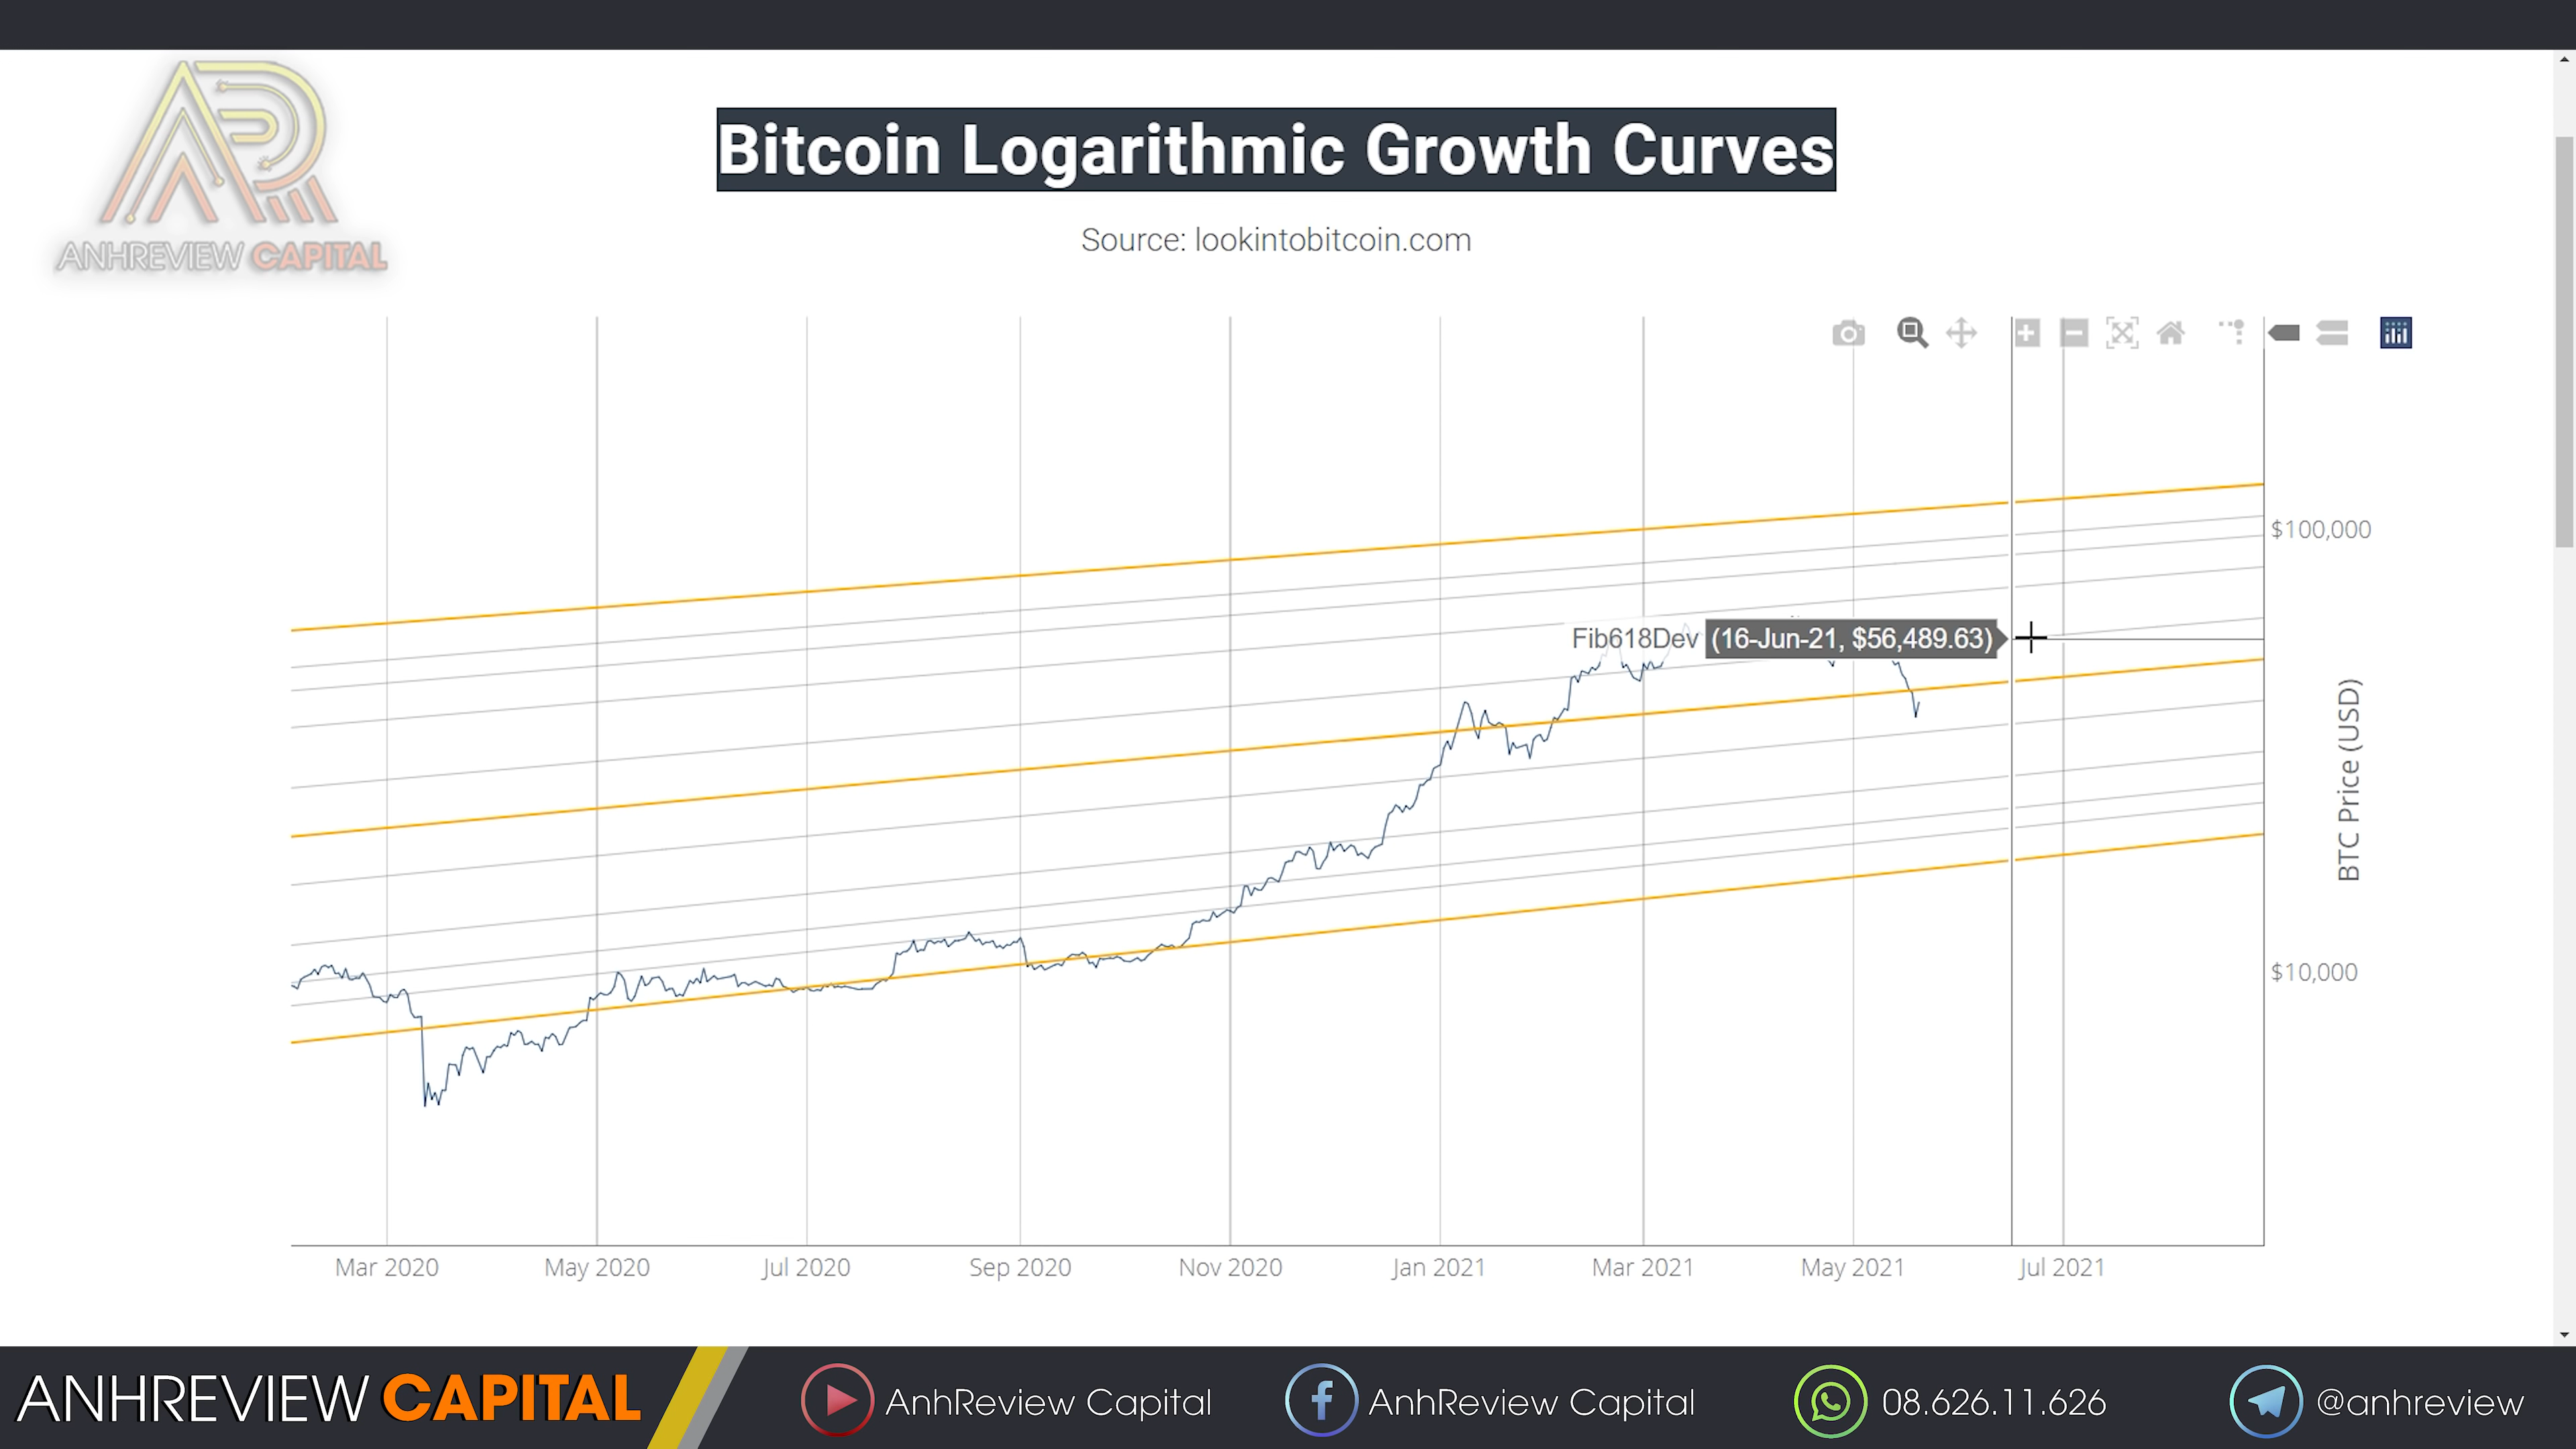 ANHREVIEW CAPITAL
Bitcoin Logarithmic Growth Curves
Source: lookintobitcoin.com
$100,000
Fib618Dev (16-Jun-21, $56,489.63)
BTC Price (USD)
$10,000
Mar 2020 May 2020 Jul 2020 Sep 2020 Nov 2020 Jan 2021 Mar 2021 May 2021 Jul 2021
ANHREVIEW CAPITAL AnhReview Capital AnhReview Capital 08.626.11.626 @anhreview